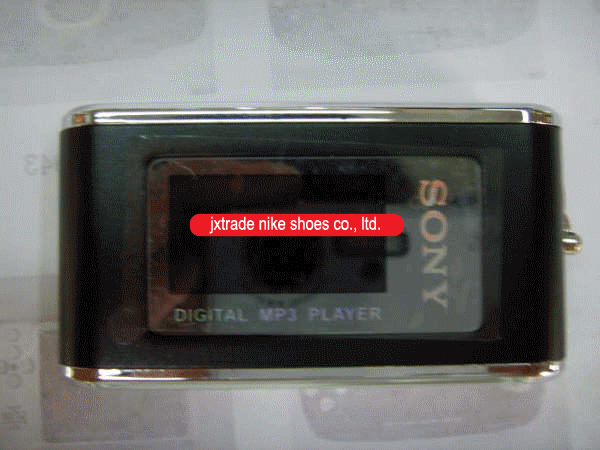 SONY
jxtrade nike shoes co., ltd.
DIGITAL MP3 PLAYER